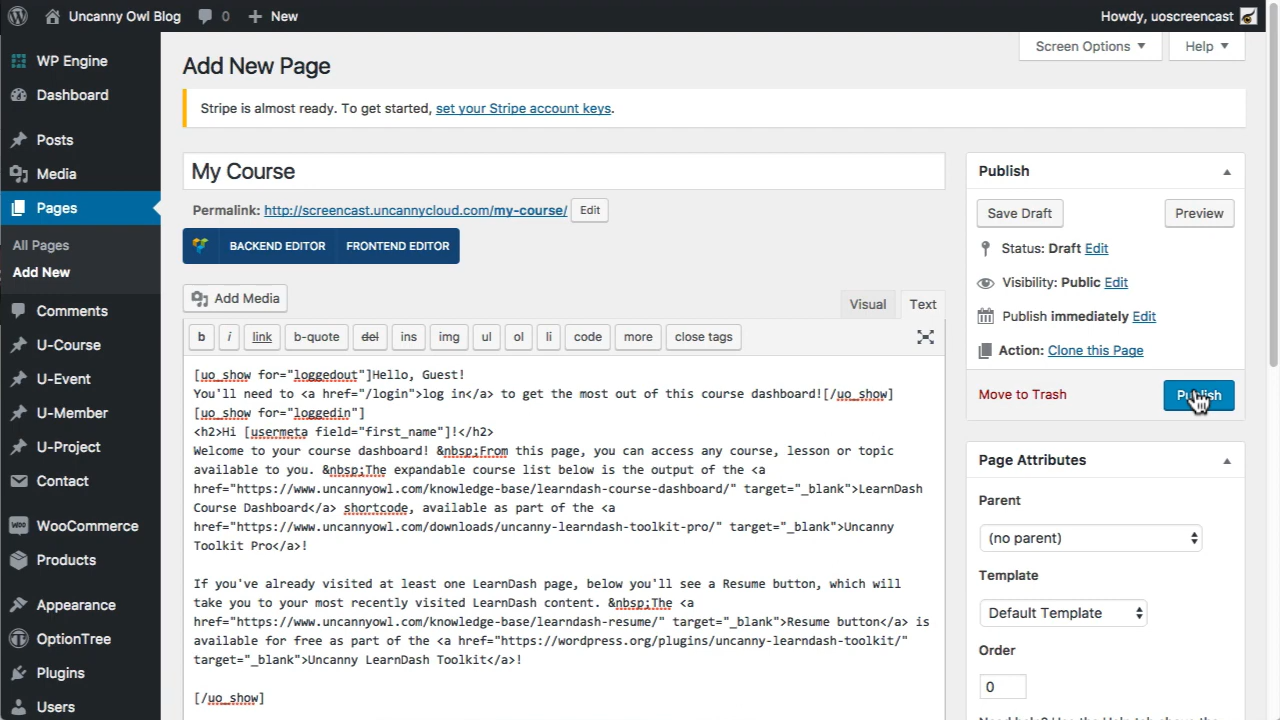 Uncanny Owl Blog 0 + New Howdy, uoscreencast
WP Engine
Dashboard
Posts
Media
Pages
All Pages
Add New
Comments
U-Course
U-Event
U-Member
U-Project
Contact
WooCommerce
Products
Appearance
OptionTree
Plugins
Users
Screen Options Help
Add New Page
Stripe is almost ready. To get started, set your Stripe account keys.
My Course
Permalink: http://screencast.uncannycloud.com/my-course/ Edit
BACKEND EDITOR FRONTEND EDITOR
Add Media
Visual Text
b i link b-quote del ins img ul ol li code more close tags
[uo_show for="loggedout"]Hello, Guest!
You'll need to <a href="/login">log in</a> to get the most out of this course dashboard![/uo_show]
[uo_show for="loggedin"]
<h2>Hi [usermeta field="first_name"]!</h2>
Welcome to your course dashboard! &nbsp;From this page, you can access any course, lesson or topic
available to you. &nbsp;The expandable course list below is the output of the <a
href="https://www.uncannyowl.com/knowledge-base/learndash-course-dashboard/" target="_blank">LearnDash
Course Dashboard</a> shortcode, available as part of the <a
href="https://www.uncannyowl.com/downloads/uncanny-learndash-toolkit-pro/" target="_blank">Uncanny
Toolkit Pro</a>!
If you've already visited at least one LearnDash page, below you'll see a Resume button, which will
take you to your most recently visited LearnDash content. &nbsp;The <a
href="https://www.uncannyowl.com/knowledge-base/learndash-resume/" target="_blank">Resume button</a> is
available for free as part of the <a href="https://wordpress.org/plugins/uncanny-learndash-toolkit/"
target="_blank">Uncanny LearnDash Toolkit</a>!
[/uo_show]
Publish
Save Draft Preview
Status: Draft Edit
Visibility: Public Edit
Publish immediately Edit
Action: Clone this Page
Move to Trash Publish
Page Attributes
Parent
(no parent)
Template
Default Template
Order
0
Need help? Use the Help tab above the